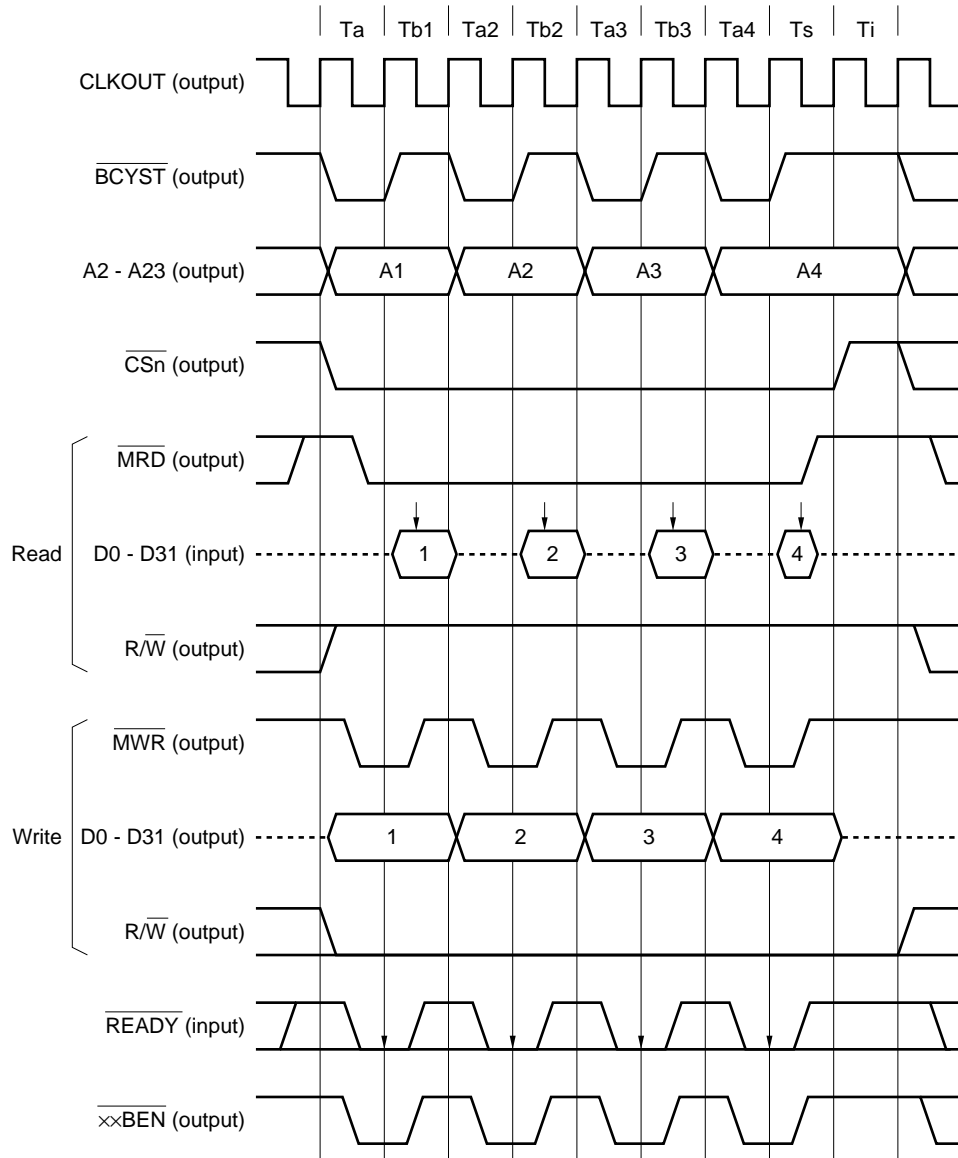 Ta Tb1 Ta2 Tb2 Ta3 Tb3 Ta4 Ts Ti
CLKOUT (output)
BCYST (output)
A2 - A23 (output) A1 A2 A3 A4
CSn (output)
MRD (output)
Read D0 - D31 (input) 1 2 3 4
R/W (output)
MWR (output)
Write D0 - D31 (output) 1 2 3 4
R/W (output)
READY (input)
××BEN (output)